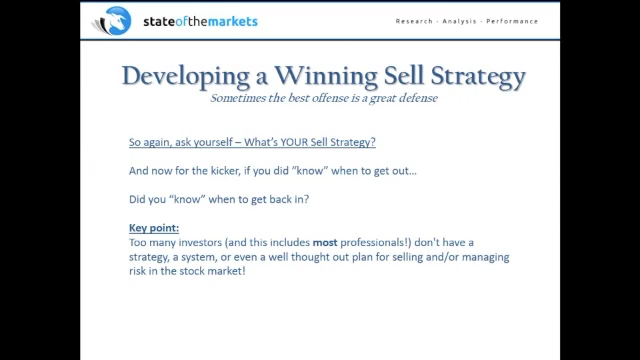 stateofthemarkets
Research · Analysis · Performance
Developing a Winning Sell Strategy
Sometimes the best offense is a great defense
So again, ask yourself – What's YOUR Sell Strategy?
And now for the kicker, if you did "know" when to get out...
Did you "know" when to get back in?
Key point:
Too many investors (and this includes most professionals!) don't have a
strategy, a system, or even a well thought out plan for selling and/or managing
risk in the stock market!